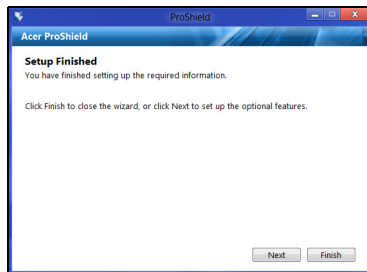 ProShield
Acer ProShield
Setup Finished
You have finished setting up the required information.
Click Finish to close the wizard, or click Next to set up the optional features.
Next Finish